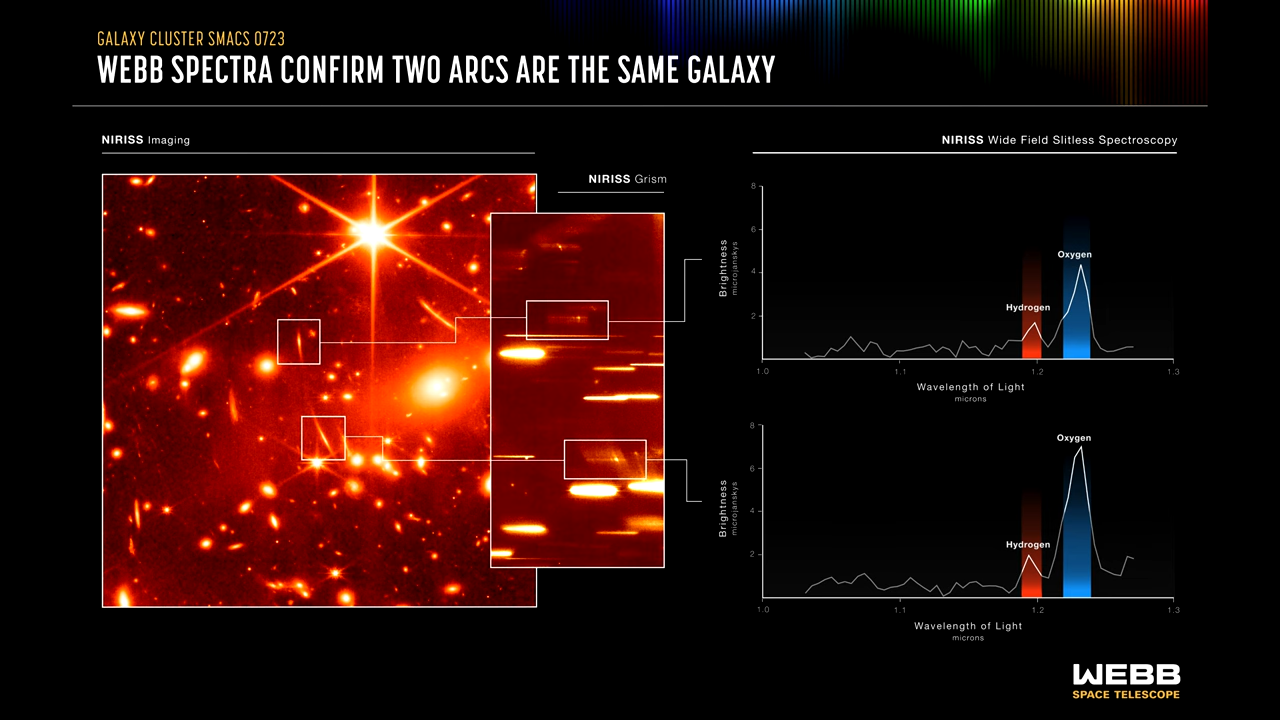 GALAXY CLUSTER SMACS 0723
WEBB SPECTRA CONFIRM TWO ARCS ARE THE SAME GALAXY
NIRISS Imaging
NIRISS Grism
NIRISS Wide Field Slitless Spectroscopy
8
6
4
2
Brightness
microjanskys
Oxygen
Hydrogen
1.0
1.1
1.2
1.3
Wavelength of Light
microns
8
6
4
2
Brightness
microjanskys
Oxygen
Hydrogen
1.0
1.1
1.2
1.3
Wavelength of Light
microns
WEBB
SPACE TELESCOPE